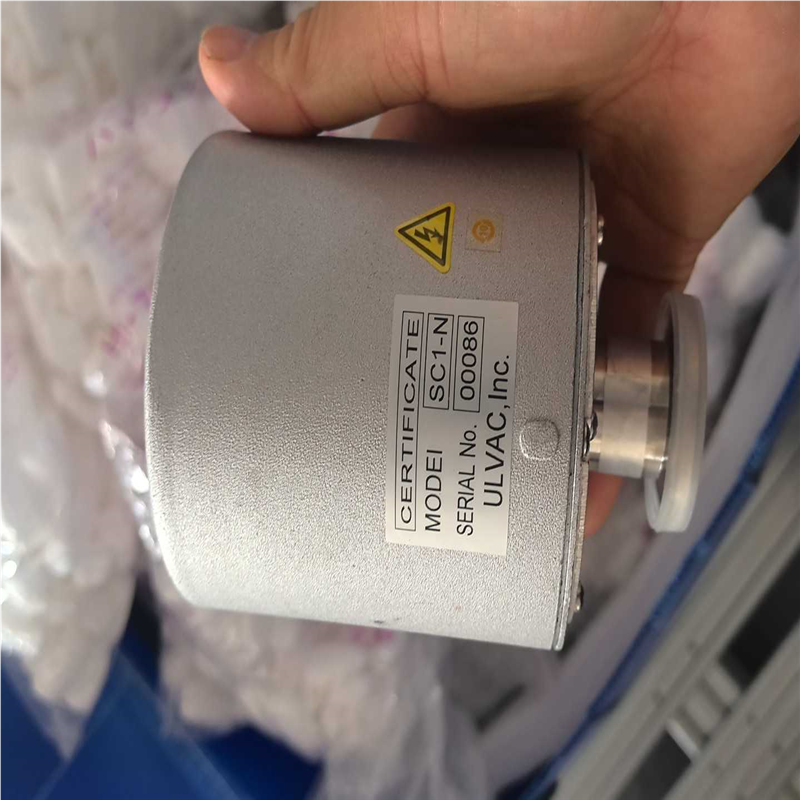 CERTIFICATE
MODEl SC1-N
SERIAL No. 00086
ULVAC,Inc.